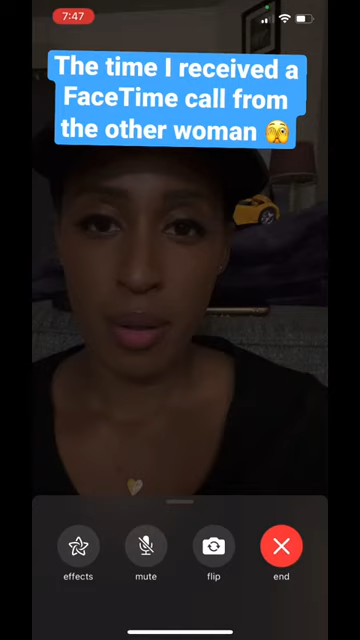 7:47
The time I received a
FaceTime call from
the other woman 🫣
effects mute flip end